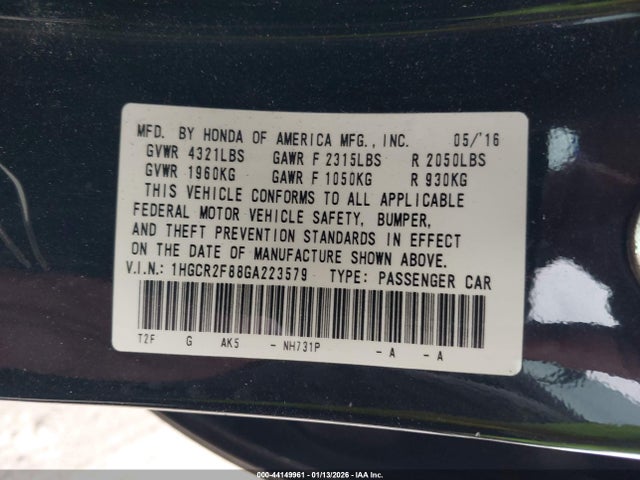 MFD. BY HONDA OF AMERICA MFG., INC. 05/'16
GVWR 4321LBS GAWR F 2315LBS R 2050LBS
GVWR 1960KG GAWR F 1050KG R 930KG
THIS VEHICLE CONFORMS TO ALL APPLICABLE
FEDERAL MOTOR VEHICLE SAFETY, BUMPER,
AND THEFT PREVENTION STANDARDS IN EFFECT
ON THE DATE OF MANUFACTURE SHOWN ABOVE.
V.I.N.: 1HGCR2F88GA223579 TYPE: PASSENGER CAR
T2F G AK5 - NH731P - A - A
000-44149961 - 01/13/2026 - IAA Inc.